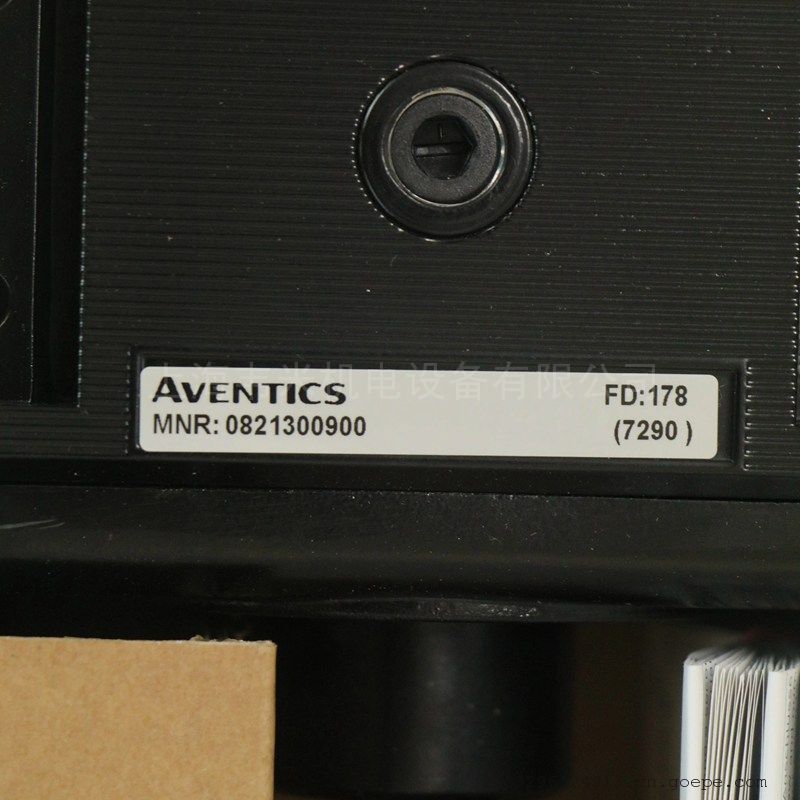 AVENTICS FD:178
MNR: 0821300900 (7290 )